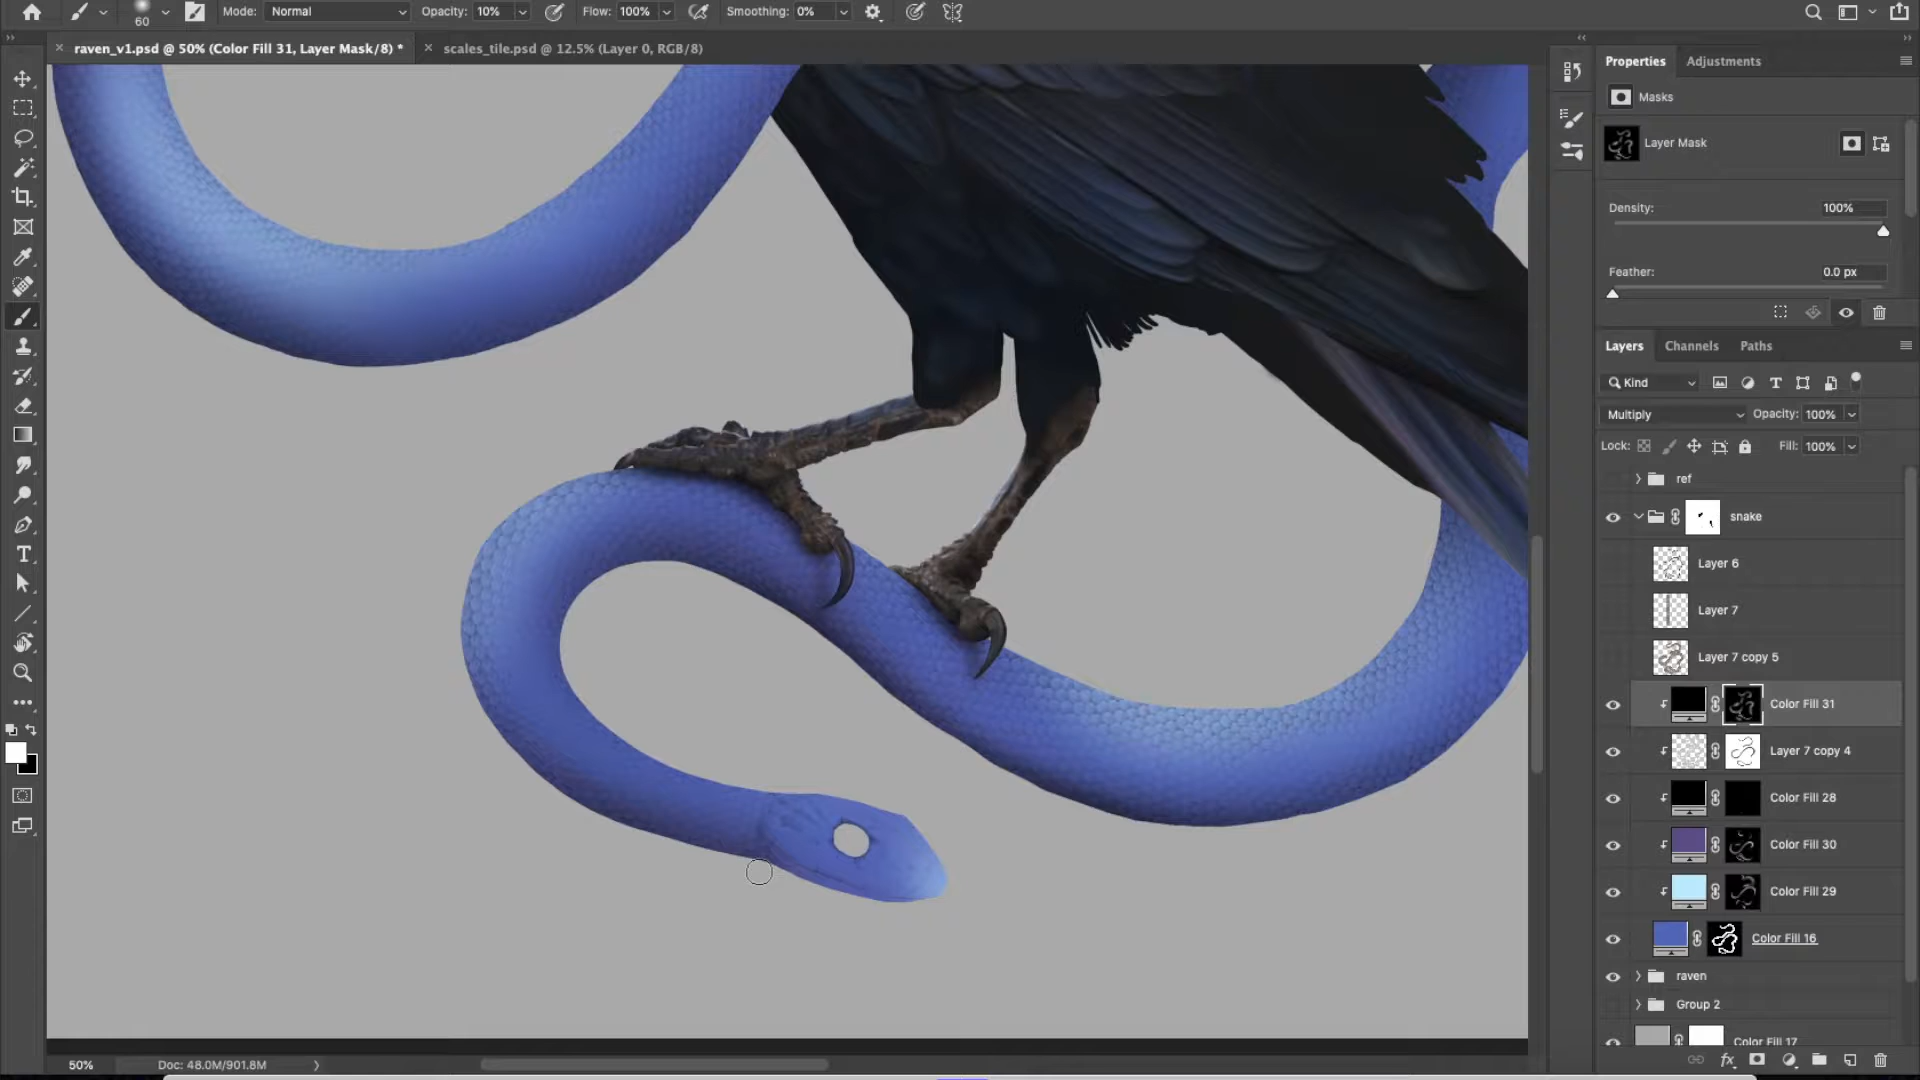 60
Mode: Normal
Opacity: 10%
Flow: 100%
Smoothing: 0%
raven_v1.psd @ 50% (Color Fill 31, Layer Mask/8) *
scales_tile.psd @ 12.5% (Layer 0, RGB/8)
Properties
Adjustments
Masks
Layer Mask
Density: 100%
Feather: 0.0 px
Layers
Channels
Paths
Kind
Multiply
Opacity: 100%
Lock:
Fill: 100%
ref
snake
Layer 6
Layer 7
Layer 7 copy 5
Color Fill 31
Layer 7 copy 4
Color Fill 28
Color Fill 30
Color Fill 29
Color Fill 16
raven
Group 2
Color Fill 17
50%
Doc: 48.0M/901.8M